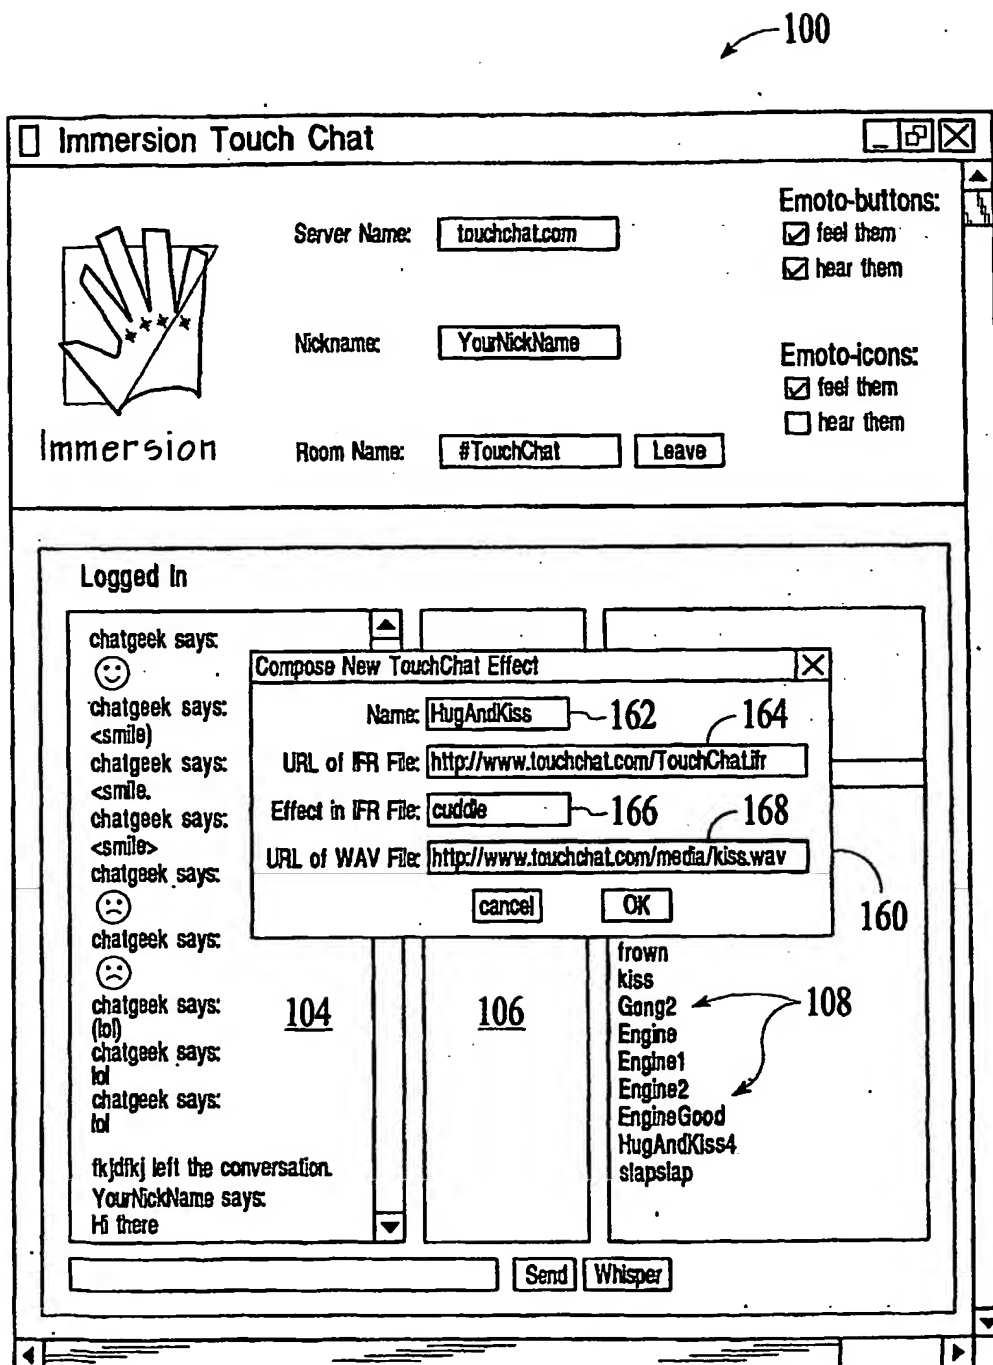 100
Immersion Touch Chat
Emoto-buttons:
feel them
hear them
Server Name: touchchat.com
Nickname: YourNickName
Emoto-icons:
feel them
hear them
Immersion
Room Name: #TouchChat Leave
Logged In
chatgeek says:
chatgeek says:
<smile)
chatgeek says:
<smile.
chatgeek says:
<smile>
chatgeek says:
chatgeek says:
chatgeek says:
(lol)
chatgeek says:
lol
chatgeek says:
lol
fkjdfkj left the conversation.
YourNickName says:
Hi there
104
106
Compose New TouchChat Effect
Name: HugAndKiss 162
164
URL of IFR File: http://www.touchchat.com/TouchChat.ifr
Effect in IFR File: cuddle 166
168
URL of WAV File: http://www.touchchat.com/media/kiss.wav
cancel OK
160
frown
kiss
Gong2
108
Engine
Engine1
Engine2
EngineGood
HugAndKiss4
slapslap
Send Whisper